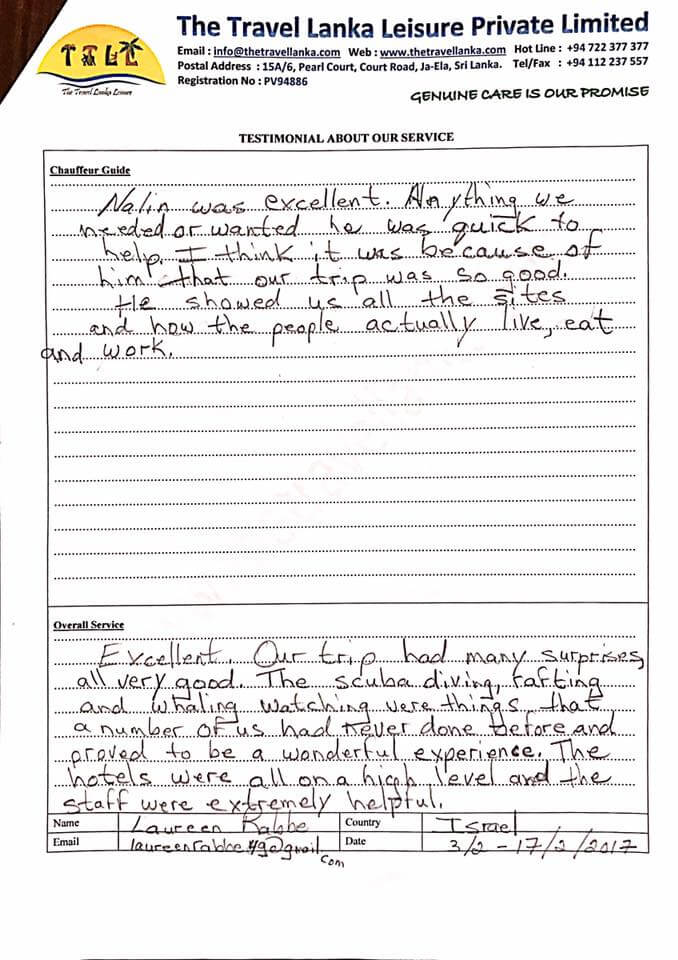 The Travel Lanka Leisure Private Limited
Email : info@thetravellanka.com Web : www.thetravellanka.com Hot Line : +94 722 377 377
Postal Address : 15A/6, Pearl Court, Court Road, Ja-Ela, Sri Lanka. Tel/Fax : +94 112 237 557
Registration No : PV94886
GENUINE CARE IS OUR PROMISE
TSLL
The Travel Lanka Leisure
TESTIMONIAL ABOUT OUR SERVICE
Chauffeur Guide
Nalin was excellent. Anything we
needed or wanted he was quick to
help. I think it was because of
him that our trip was so good.
He showed us all the sites
and how the people actually live, eat
and work.
Overall Service
Excellent. Our trip had many surprises,
all very good. The scuba diving, rafting
and whaling watching were things that
a number of us had never done before and
proved to be a wonderful experience. The
hotels were all on a high level and the
staff were extremely helpful.
Name Laureen Country Israel
Email Date 3/2 - 17/2/2017